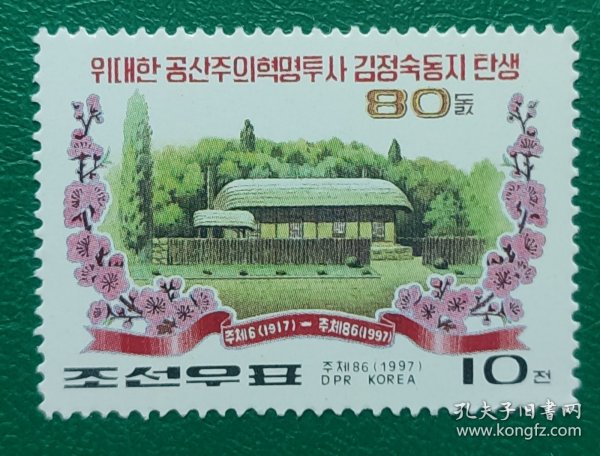 위대한 공산주의혁명투사 김정숙동지 탄생
80돐
주체6(1917)-주체86(1997)
조선우표
주체86(1997)
DPR KOREA
10전
孔夫子旧书网
www.kongfz.com